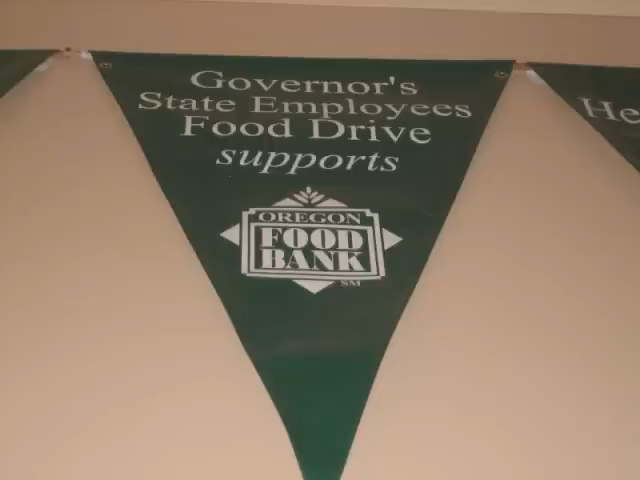 Governor's
State Employees
Food Drive
supports
OREGON
FOOD
BANK
SM
He